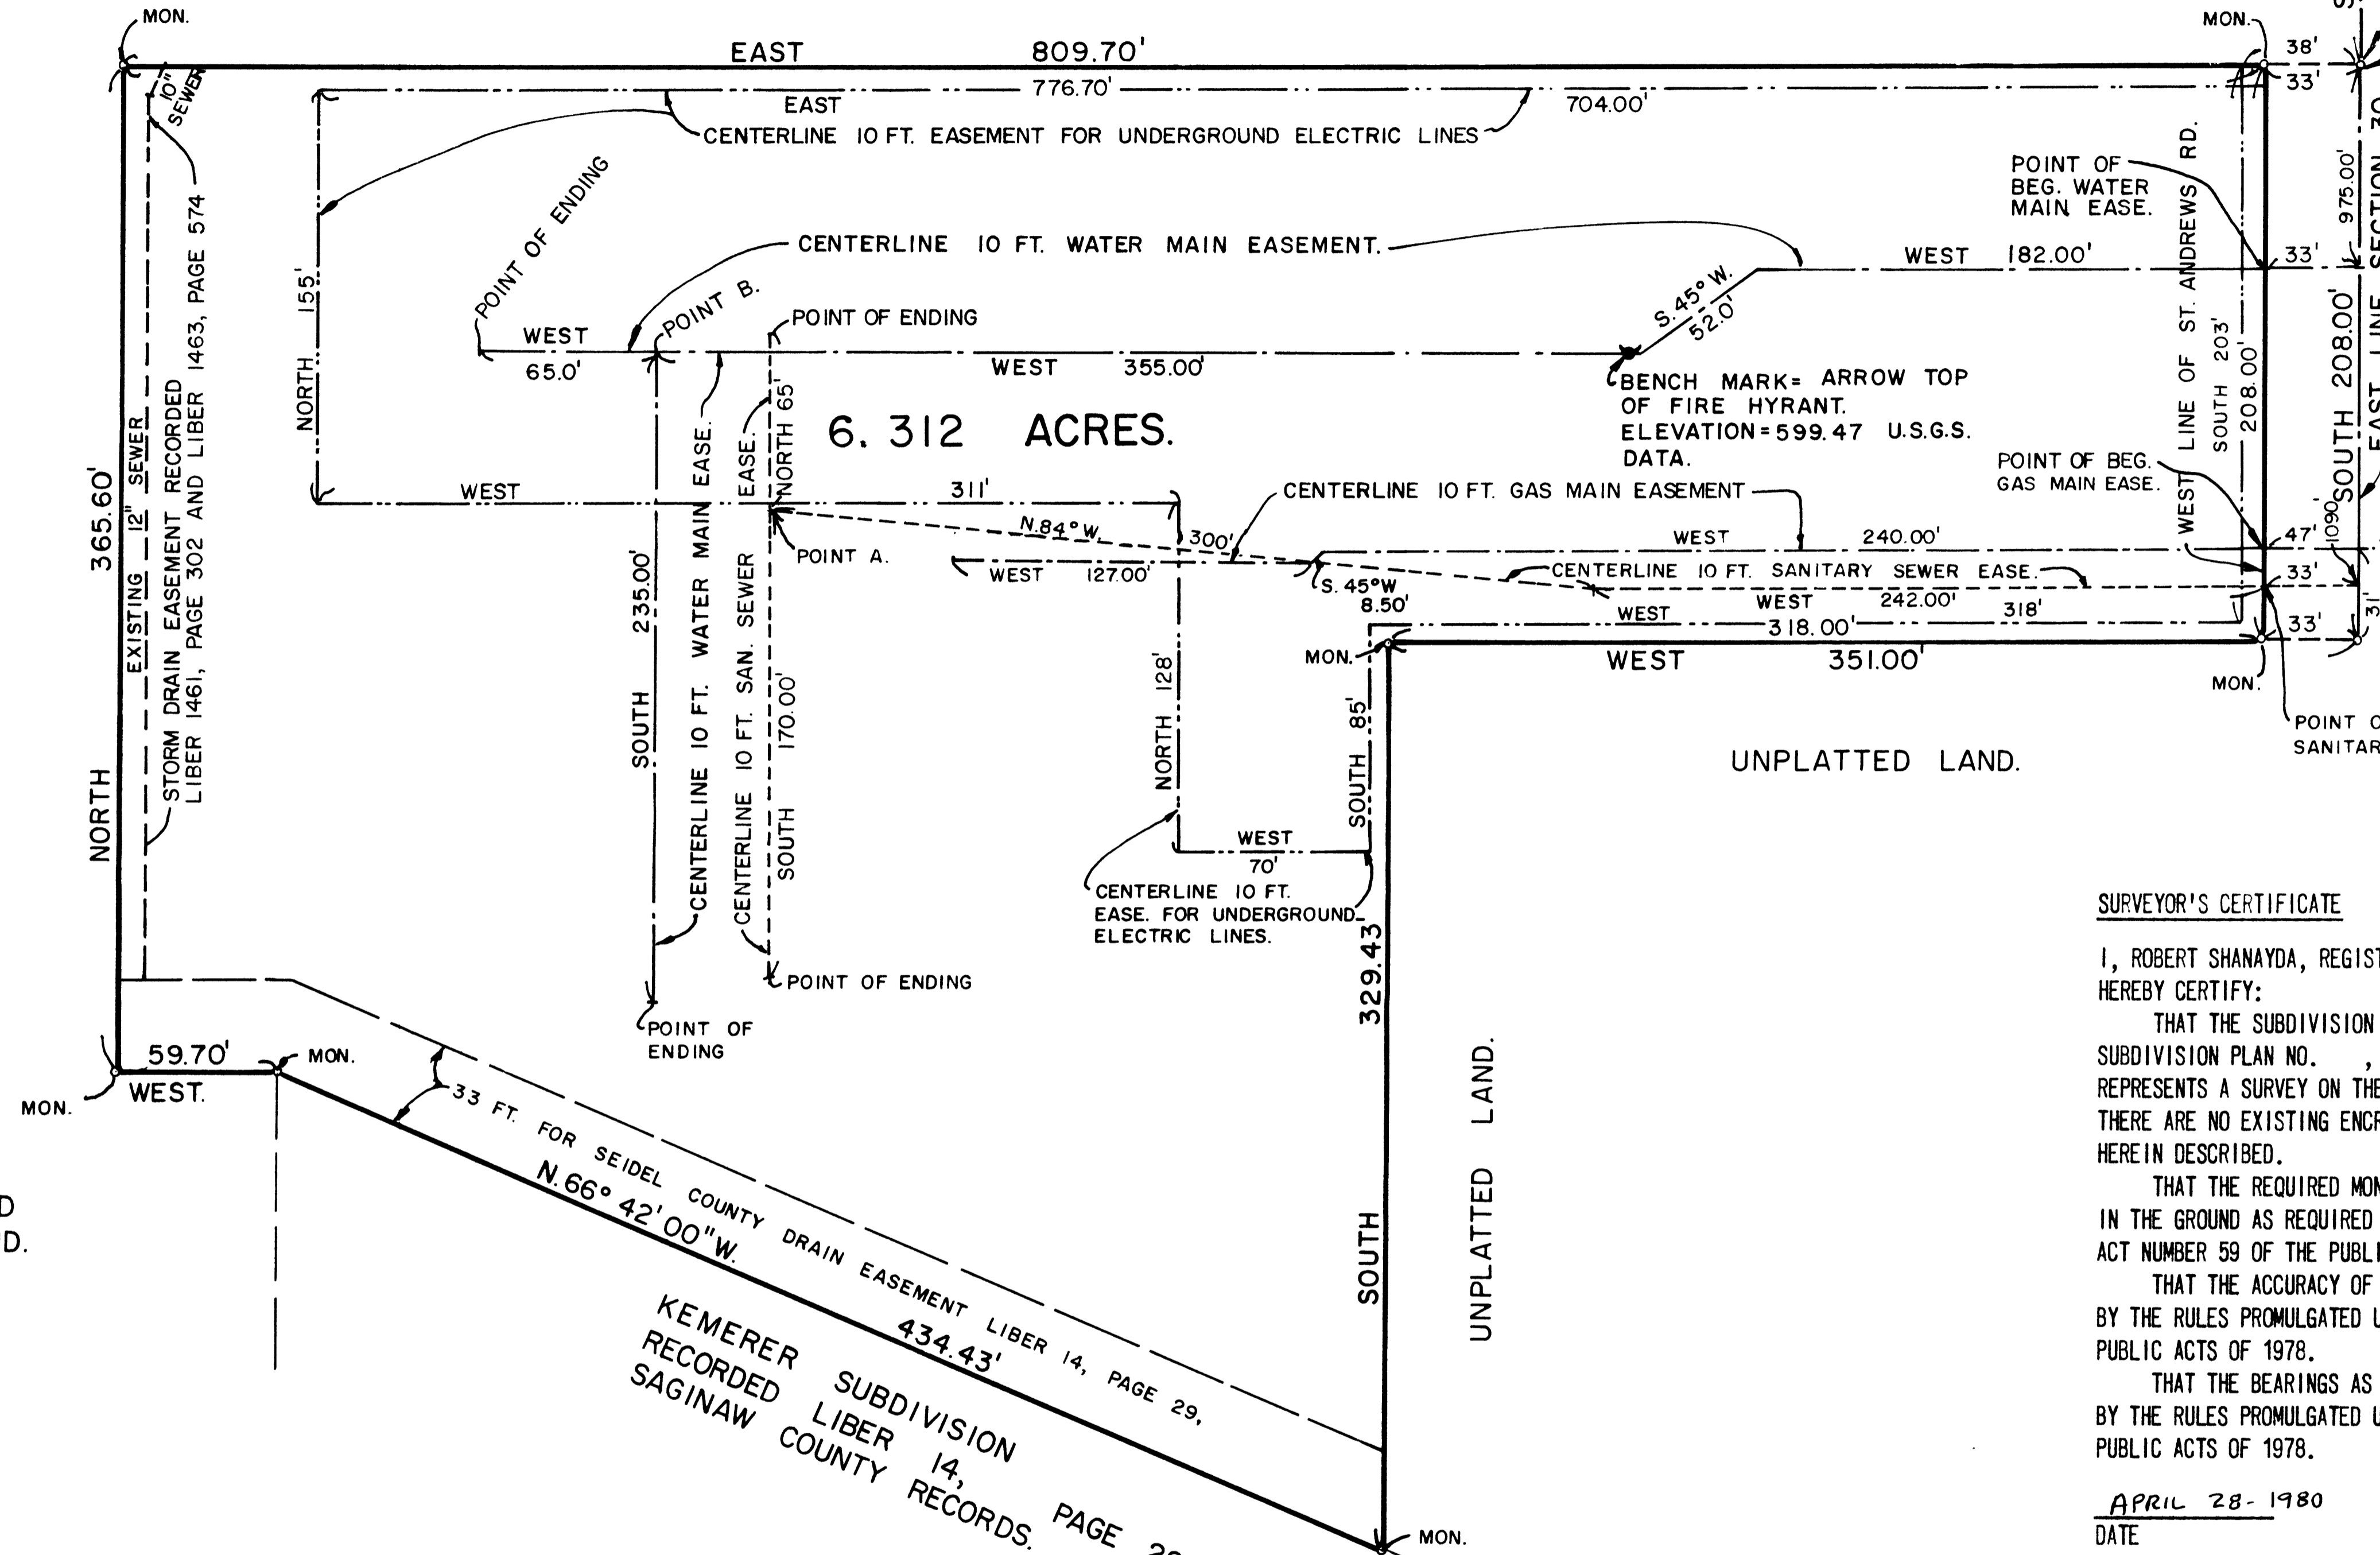 MON.
EAST 809.70'
MON.
38'
33'
10"
SEWER
776.70'
EAST
704.00'
CENTERLINE 10 FT. EASEMENT FOR UNDERGROUND ELECTRIC LINES
POINT OF
BEG. WATER
MAIN EASE.
WEST LINE OF ST. ANDREWS RD.
975.00'
EAST LINE SECTION 30
SOUTH 208.00'
POINT OF ENDING
CENTERLINE 10 FT. WATER MAIN EASEMENT.
WEST 182.00'
33'
S. 45° W.
52.0'
POINT B.
POINT OF ENDING
WEST
65.0'
WEST 355.00'
NORTH 155'
BENCH MARK= ARROW TOP
OF FIRE HYRANT.
ELEVATION=599.47 U.S.G.S.
DATA.
SOUTH 203'
208.00'
6.312 ACRES.
NORTH 65'
365.60'
NORTH
EXISTING 12" SEWER
STORM DRAIN EASEMENT RECORDED
LIBER 1461, PAGE 302 AND LIBER 1463, PAGE 574
WEST 311'
CENTERLINE 10 FT. GAS MAIN EASEMENT
POINT OF BEG.
GAS MAIN EASE.
N.84° W. 300'
POINT A.
WEST 240.00'
47'
1090'
WEST 127.00'
S. 45° W
8.50'
CENTERLINE 10 FT. SANITARY SEWER EASE.
33'
WEST 242.00'
WEST 318'
318.00'
31'
33'
MON.
WEST 351.00'
MON.
SOUTH 235.00'
CENTERLINE 10 FT. WATER MAIN EASE.
CENTERLINE 10 FT. SAN. SEWER EASE.
SOUTH 170.00'
NORTH 128'
SOUTH 85'
WEST
70'
CENTERLINE 10 FT.
EASE. FOR UNDERGROUND
ELECTRIC LINES.
UNPLATTED LAND.
POINT O
SANITAR
POINT OF ENDING
POINT OF
ENDING
SOUTH 329.43
UNPLATTED LAND.
59.70'
MON.
WEST.
MON.
33 FT. FOR SEIDEL COUNTY DRAIN EASEMENT LIBER 14, PAGE 29,
N.66° 42' 00" W.
434.43'
KEMERER SUBDIVISION
RECORDED LIBER 14, PAGE
SAGINAW COUNTY RECORDS.
MON.
D
D.
SURVEYOR'S CERTIFICATE
I, ROBERT SHANAYDA, REGIST
HEREBY CERTIFY:
THAT THE SUBDIVISION
SUBDIVISION PLAN NO. ,
REPRESENTS A SURVEY ON THE
THERE ARE NO EXISTING ENCR
HEREIN DESCRIBED.
THAT THE REQUIRED MON
IN THE GROUND AS REQUIRED
ACT NUMBER 59 OF THE PUBLI
THAT THE ACCURACY OF
BY THE RULES PROMULGATED U
PUBLIC ACTS OF 1978.
THAT THE BEARINGS AS
BY THE RULES PROMULGATED U
PUBLIC ACTS OF 1978.
APRIL 28-1980
DATE